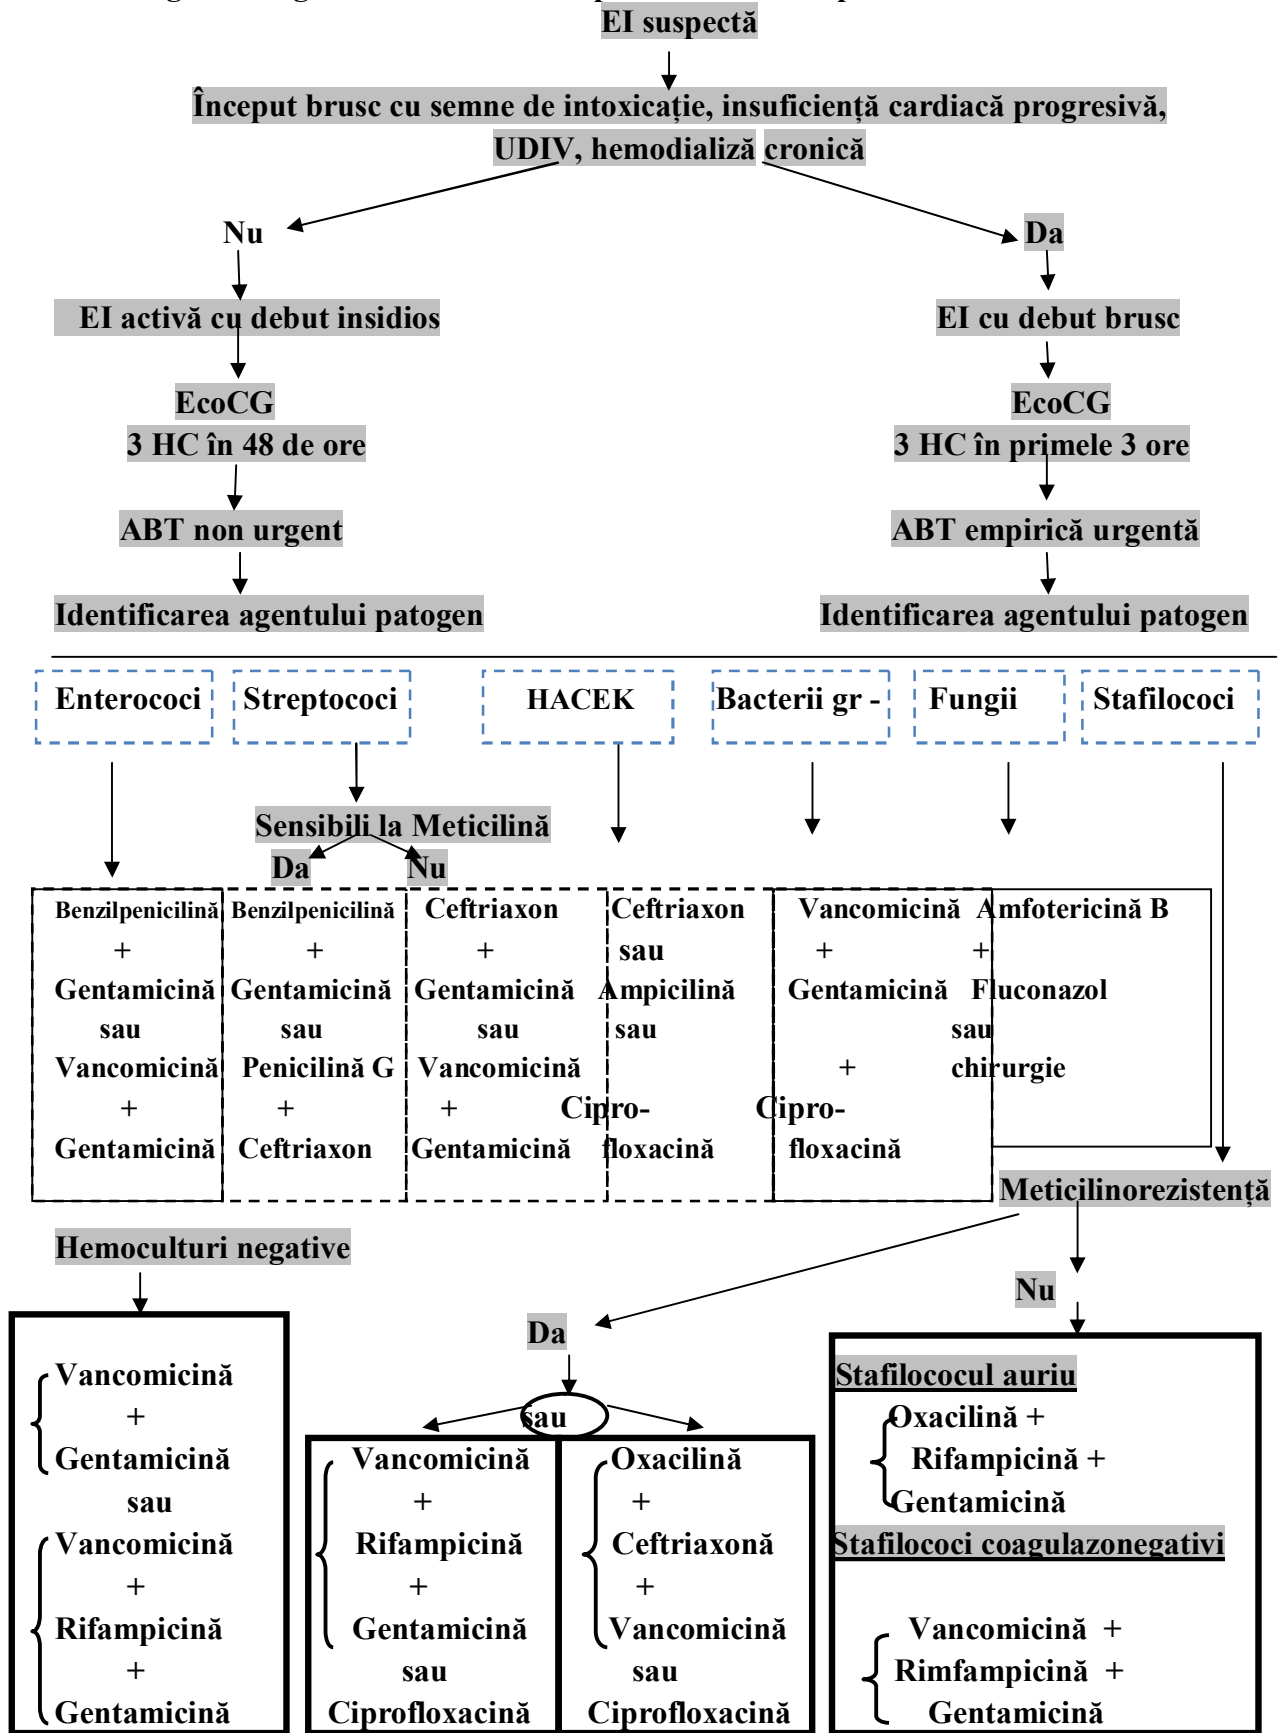 EI suspectă
Început brusc cu semne de intoxicație, insuficiență cardiacă progresivă,
UDIV, hemodializă cronică
Nu
Da
EI activă cu debut insidios
EI cu debut brusc
EcoCG
3 HC în 48 de ore
EcoCG
3 HC în primele 3 ore
ABT non urgent
ABT empirică urgentă
Identificarea agentului patogen
Identificarea agentului patogen
Enterococi
Streptococi
HACEK
Bacterii gr -
Fungii
Stafilococi
Sensibili la Meticilină
Da
Nu
Benzilpenicilină
+
Gentamicină
sau
Vancomicină
+
Gentamicină
Benzilpenicilină
+
Gentamicină
sau
Penicilină G
+
Ceftriaxon
Ceftriaxon
+
Gentamicină
sau
Vancomicină
+
Gentamicină
Ceftriaxon
sau
Ampicilină
sau
Cipro-
floxacină
Vancomicină
+
Gentamicină
+
Cipro-
floxacină
Amfotericină B
+
Fluconazol
sau
chirurgie
Meticilinorezistență
Hemoculturi negative
Nu
Da
sau
Vancomicină
+
Gentamicină
sau
Vancomicină
+
Rifampicină
+
Gentamicină
Vancomicină
+
Rifampicină
+
Gentamicină
sau
Ciprofloxacină
Oxacilină
+
Ceftriaxonă
+
Vancomicină
sau
Ciprofloxacină
Stafilococul auriu
Oxacilină +
Rifampicină +
Gentamicină
Stafilococi coagulazonegativi
Vancomicină +
Rimfampicină +
Gentamicină